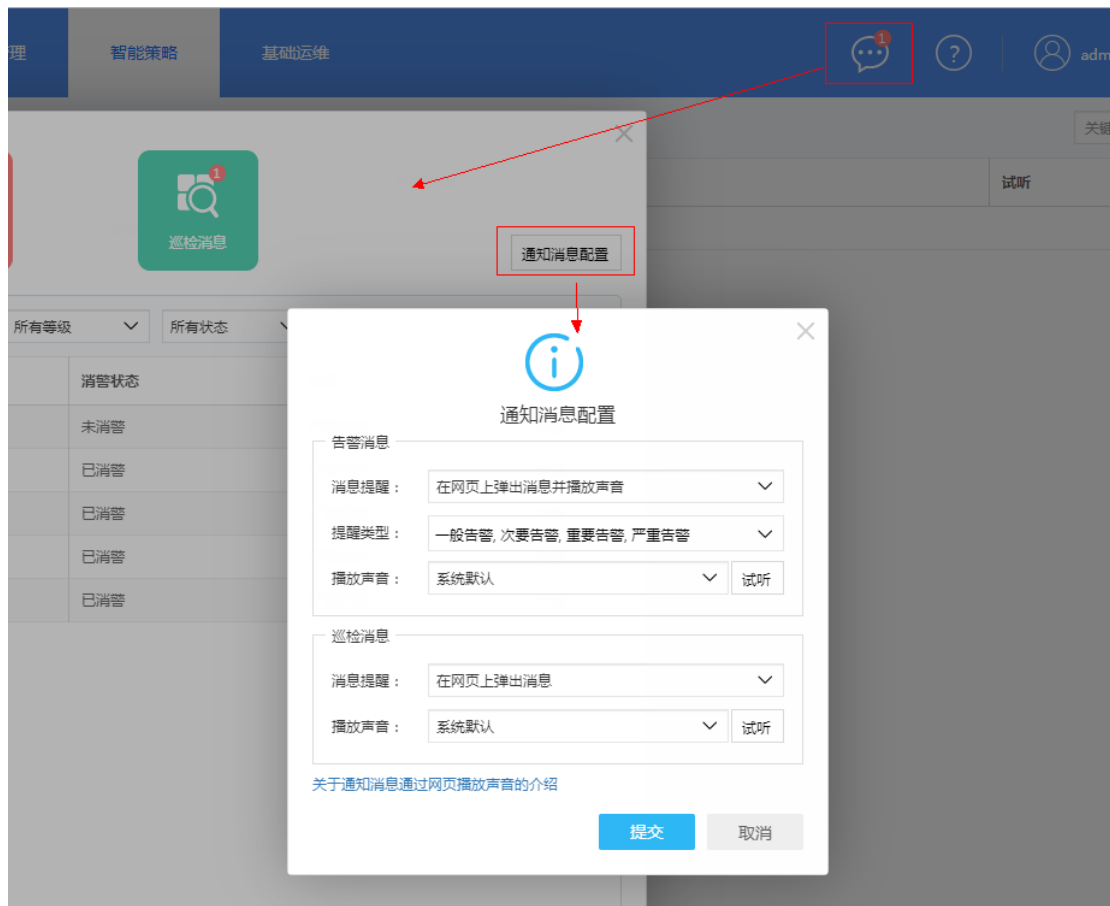 理 智能策略 基础运维 1 ? adm
关键
试听
1
巡检消息
通知消息配置
所有等级 所有状态
消警状态
未消警
已消警
已消警
已消警
已消警
通知消息配置
告警消息
消息提醒： 在网页上弹出消息并播放声音
提醒类型： 一般告警, 次要告警, 重要告警, 严重告警
播放声音： 系统默认 试听
巡检消息
消息提醒： 在网页上弹出消息
播放声音： 系统默认 试听
关于通知消息通过网页播放声音的介绍
提交 取消